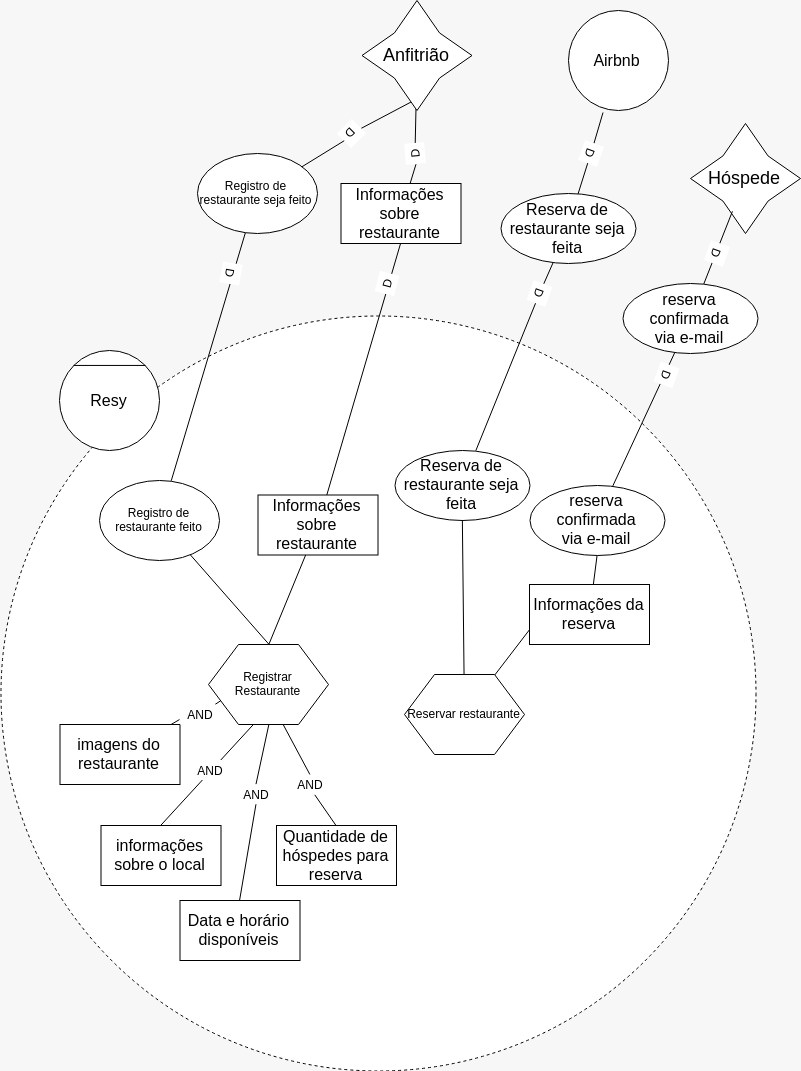 Anfitrião
Airbnb
Hóspede
D
D
D
Registro de
restaurante seja feito
Informações
sobre
restaurante
Reserva de
restaurante seja
feita
D
D
D
D
reserva
confirmada
via e-mail
D
Resy
Registro de
restaurante feito
Informações
sobre
restaurante
Reserva de
restaurante seja
feita
reserva
confirmada
via e-mail
Informações da
reserva
Registrar
Restaurante
Reservar restaurante
AND
imagens do
restaurante
AND
AND
AND
informações
sobre o local
Quantidade de
hóspedes para
reserva
Data e horário
disponíveis